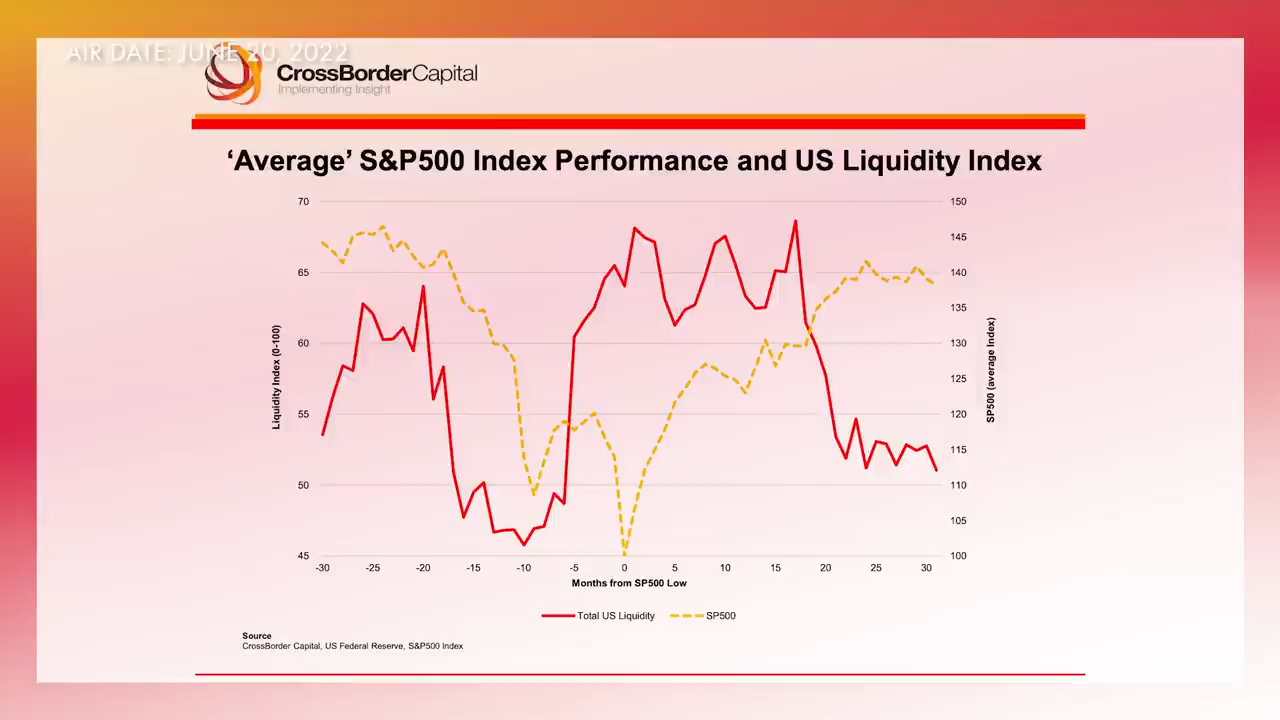 AIR DATE: JUNE 20, 2022
CrossBorderCapital
Implementing Insight
‘Average’ S&P500 Index Performance and US Liquidity Index
70
65
60
55
50
45
Liquidity Index (0-100)
150
145
140
135
130
125
120
115
110
105
100
SP500 (average Index)
-30 -25 -20 -15 -10 -5 0 5 10 15 20 25 30
Months from SP500 Low
Total US Liquidity SP500
Source
CrossBorder Capital, US Federal Reserve, S&P500 Index